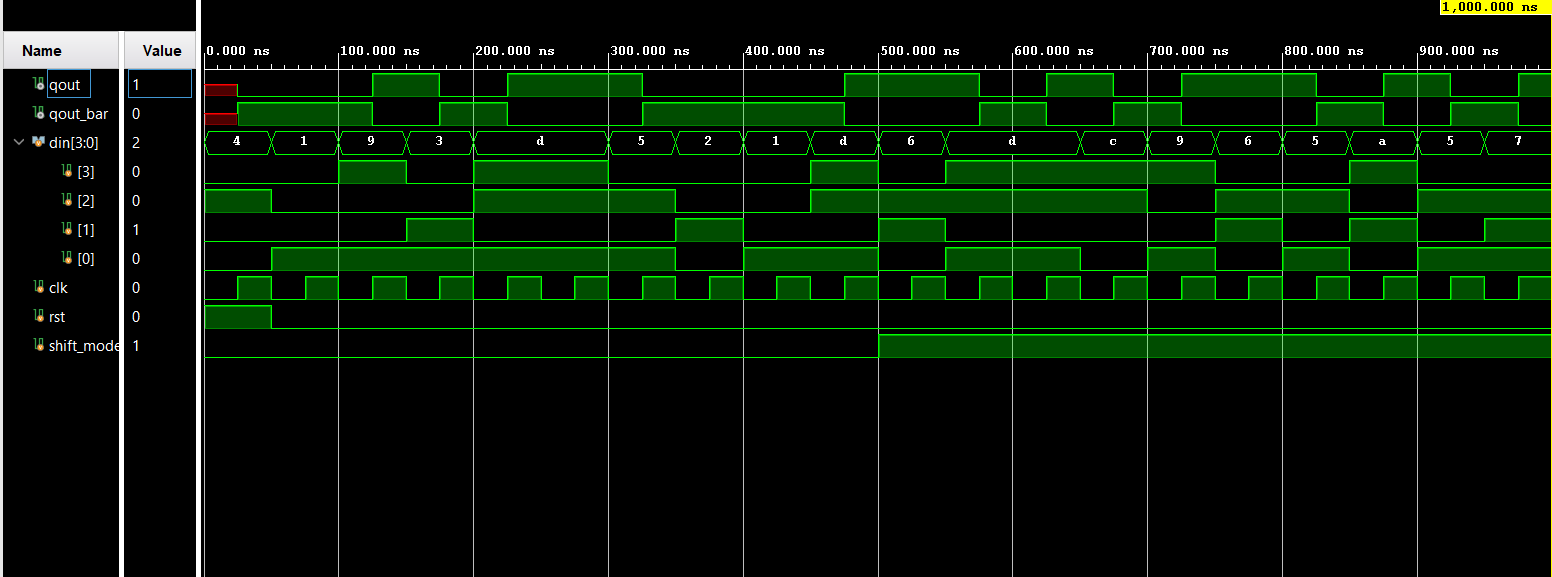 1,000.000 ns
Name Value 0.000 ns 100.000 ns 200.000 ns 300.000 ns 400.000 ns 500.000 ns 600.000 ns 700.000 ns 800.000 ns 900.000 ns
qout 1
qout_bar 0
din[3:0] 2 4 1 9 3 d 5 2 1 d 6 d c 9 6 5 a 5 7
[3] 0
[2] 0
[1] 1
[0] 0
clk 0
rst 0
shift_mode 1